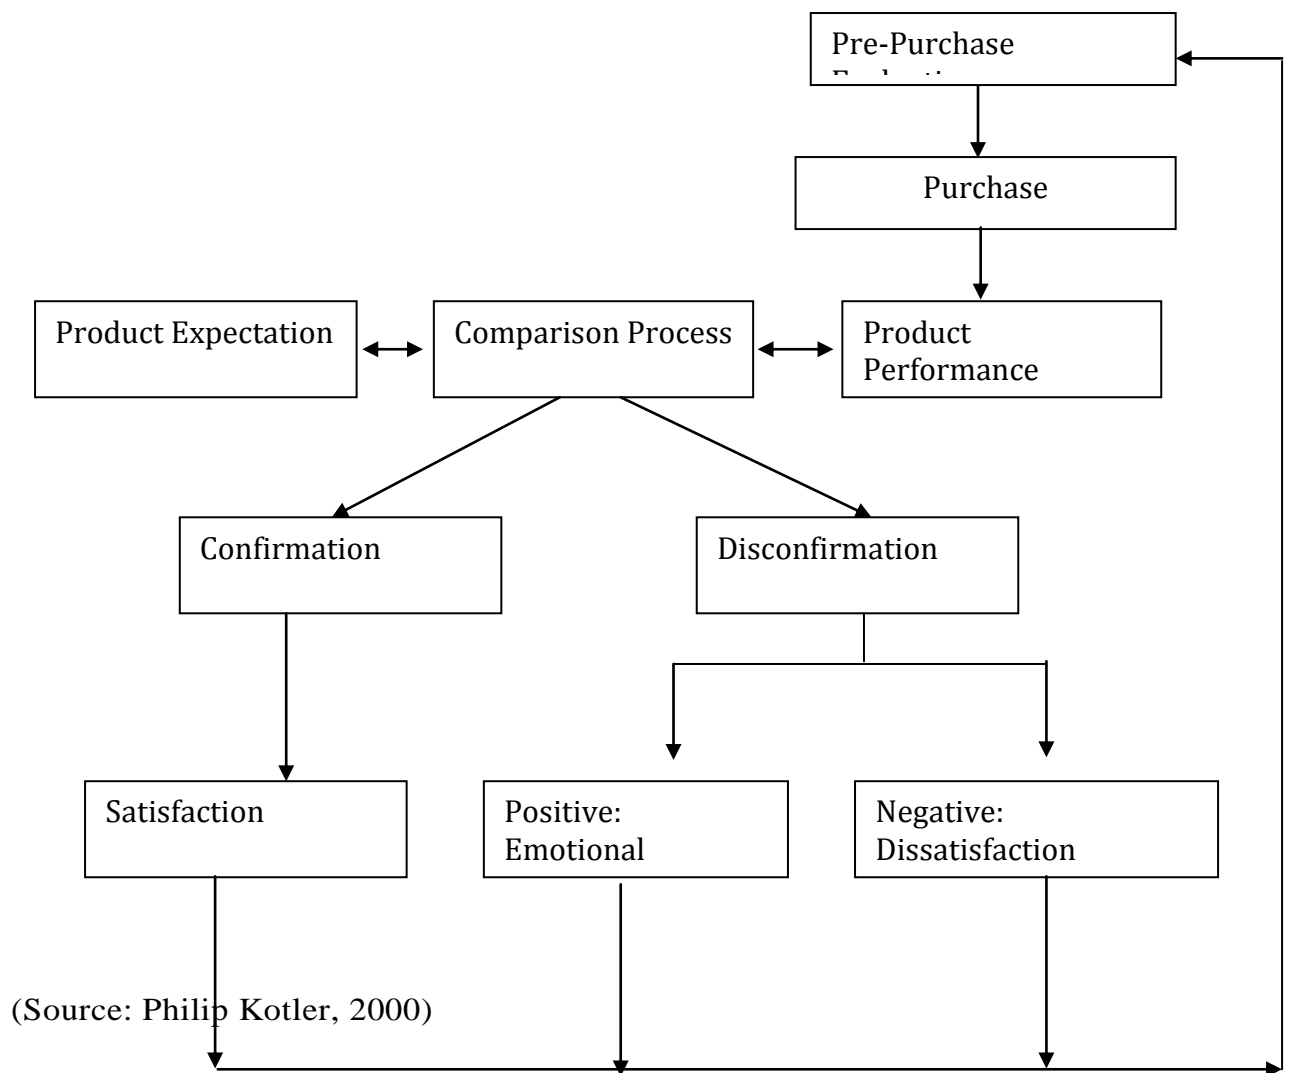 Pre-Purchase
Purchase
Product Expectation
Comparison Process
Product
Performance
Confirmation
Disconfirmation
Satisfaction
Positive:
Emotional
Negative:
Dissatisfaction
(Source: Philip Kotler, 2000)